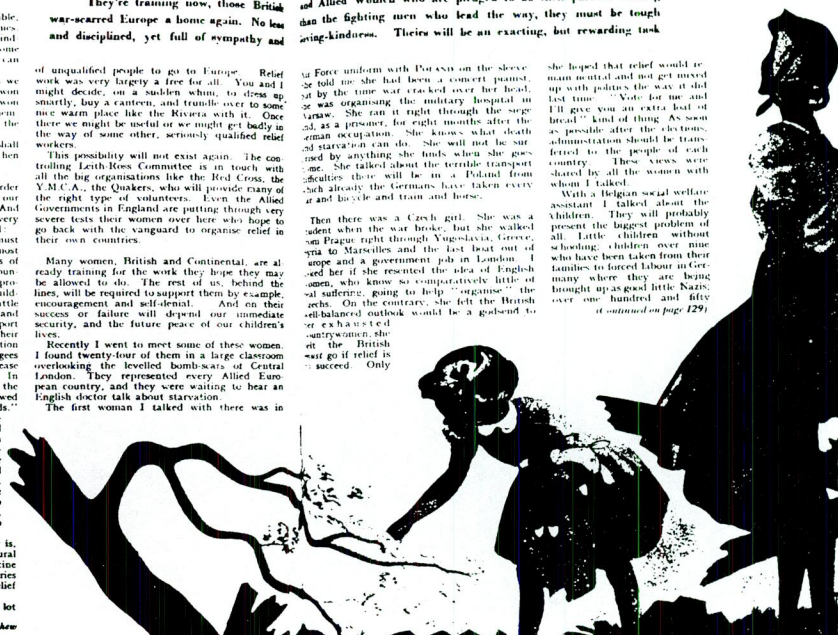 They're training now, those British
war-scarred Europe a home again. No less
and disciplined, yet full of sympathy and
than the fighting men who lead the way, they must be tough
loving-kindness. Theirs will be an exacting, but rewarding task
of unqualified people to go to Europe. Relief
work was very largely a free for all. You and I
might decide, on a sudden whim, to dress up
smartly, buy a canteen, and trundle over to some
nice warm place like the Riviera with it. Once
there we might be useful or we might get badly in
the way of some other, seriously qualified relief
workers.
This possibility will not exist again. The con-
trolling Leith-Ross Committee is in touch with
all the big organisations like the Red Cross, the
Y.M.C.A., the Quakers, who will provide many of
the right type of volunteers. Even the Allied
Governments in England are putting through very
severe tests their women over here who hope to
go back with the vanguard to organise relief in
their own countries.
Many women, British and Continental, are al-
ready training for the work they hope they may
be allowed to do. The rest of us, behind the
lines, will be required to support them by example,
encouragement and self-denial. And on their
success or failure will depend our immediate
security, and the future peace of our children's
lives.
Recently I went to meet some of these women.
I found twenty-four of them in a large classroom
overlooking the levelled bomb-scars of Central
London. They represented every Allied Euro-
pean country, and they were waiting to hear an
English doctor talk about starvation.
The first woman I talked with there was in
Force uniform with POLAND on the sleeve
she told me she had been a concert pianist,
but by the time war cracked over her head,
she was organising the military hospital in
Warsaw. She ran it right through the siege
and, as a prisoner, for right months after the
German occupation. She knows what death
and starvation can do. She will not be sur-
prised by anything she finds when she goes
home. She talked about the terrible transport
difficulties there will be in a Poland from
which already the Germans have taken every
car and bicycle and train and horse.
Then there was a Czech girl. She was a
student when the war broke, but she walked
from Prague right through Yugoslavia, Greece,
Syria to Marseilles and the last boat out of
Europe and a government job in London. I
asked her if she resented the idea of English
women, who know so comparatively little of
real suffering, going to help "organise" the
Czechs. On the contrary, she felt the British
well-balanced outlook would be a godsend to
her exhausted
countrywomen, she
felt the British
must go if relief is
to succeed. Only
she hoped that relief would re-
main neutral and not get mixed
up with politics the way it did
last time. "Vote for me and
I'll give you an extra loaf of
bread" kind of thing. As soon
as possible after the elections,
administration should be trans-
ferred to the people of each
country. These views were
shared by all the women with
whom I talked.
With a Belgian social welfare
assistant I talked about the
children. They will probably
present the biggest problem of
all. Little children without
schooling; children over nine
who have been taken from their
families to forced labour in Ger-
many where they are being
brought up as good little Nazis;
over one hundred and fifty
(Continued on page 129)